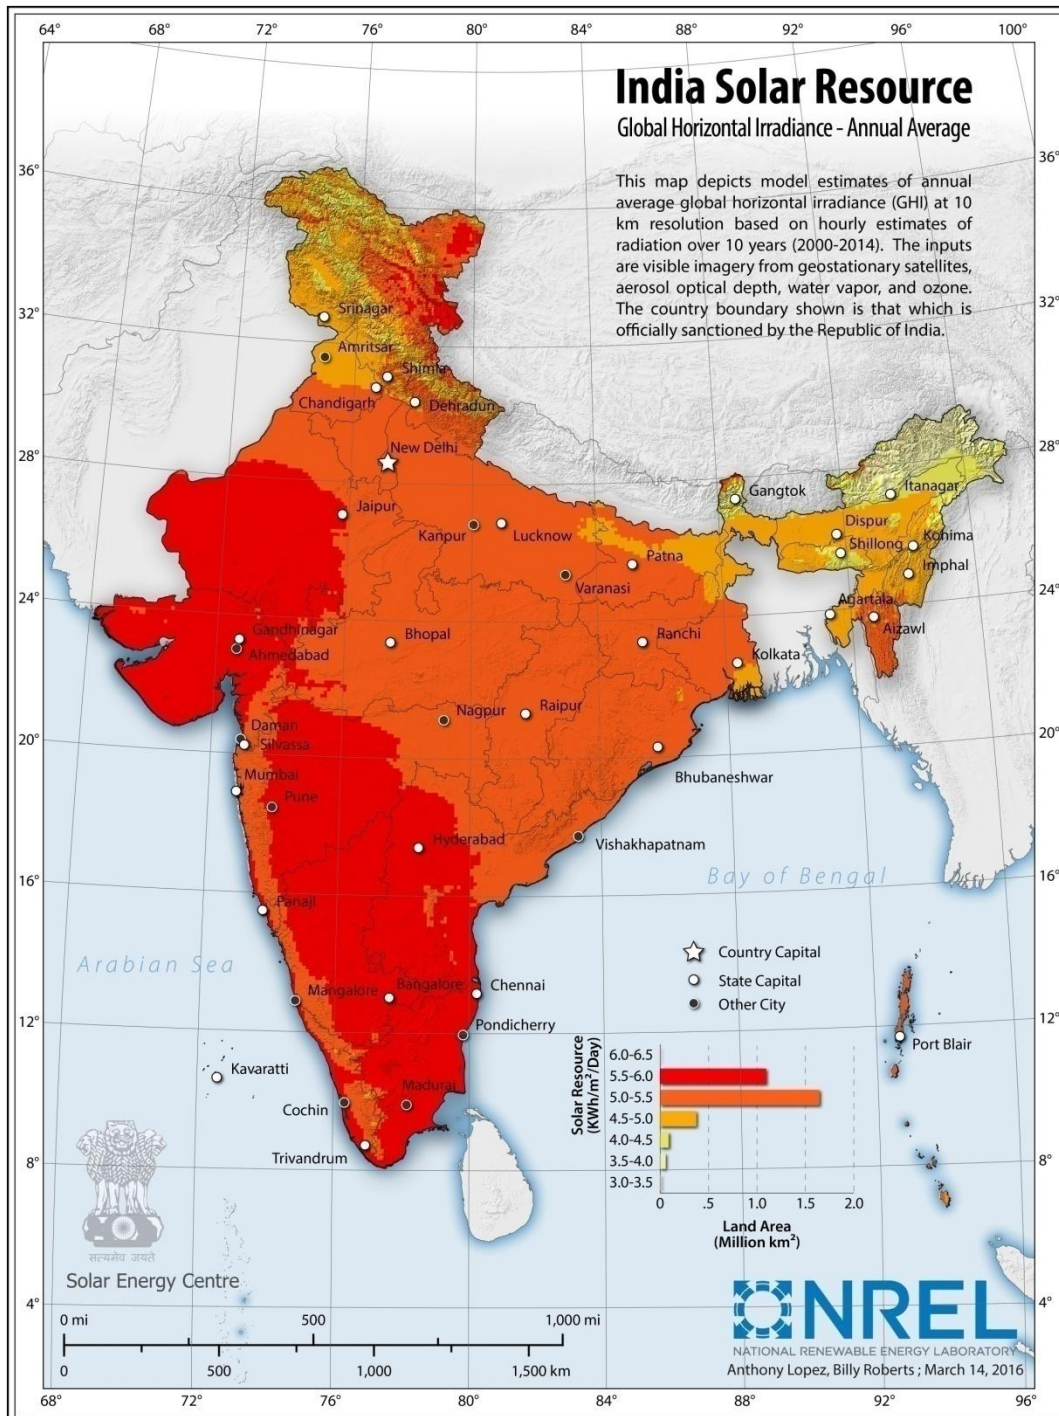 64°
68°
72°
76°
80°
84°
88°
92°
96°
100°
India Solar Resource
Global Horizontal Irradiance - Annual Average
This map depicts model estimates of annual
average global horizontal irradiance (GHI) at 10
km resolution based on hourly estimates of
radiation over 10 years (2000-2014). The inputs
are visible imagery from geostationary satellites,
aerosol optical depth, water vapor, and ozone.
The country boundary shown is that which is
officially sanctioned by the Republic of India.
36°
36°
32°
32°
28°
28°
24°
24°
20°
20°
16°
16°
12°
12°
8°
8°
4°
4°
Srinagar
Amritsar
Shimla
Chandigarh
Dehradun
New Delhi
Jaipur
Kanpur
Lucknow
Gangtok
Itanagar
Dispur
Shillong
Kohima
Imphal
Patna
Varanasi
Agartala
Aizawl
Gandhinagar
Ahmedabad
Bhopal
Ranchi
Kolkata
Nagpur
Raipur
Daman
Silvassa
Bhubaneshwar
Mumbai
Pune
Hyderabad
Vishakhapatnam
Bay of Bengal
Panaji
Arabian Sea
Mangalore
Bangalore
Chennai
Pondicherry
Port Blair
Kavaratti
Cochin
Madurai
Trivandrum
Country Capital
State Capital
Other City
Solar Resource
(KWh/m²/Day)
6.0-6.5
5.5-6.0
5.0-5.5
4.5-5.0
4.0-4.5
3.5-4.0
3.0-3.5
0
.5
1.0
1.5
2.0
Land Area
(Million km²)
सत्यमेव जयते
Solar Energy Centre
0 mi
500
1,000 mi
0
500
1,000
1,500 km
NREL
NATIONAL RENEWABLE ENERGY LABORATORY
Anthony Lopez, Billy Roberts ; March 14, 2016
68°
72°
76°
80°
84°
88°
92°
96°